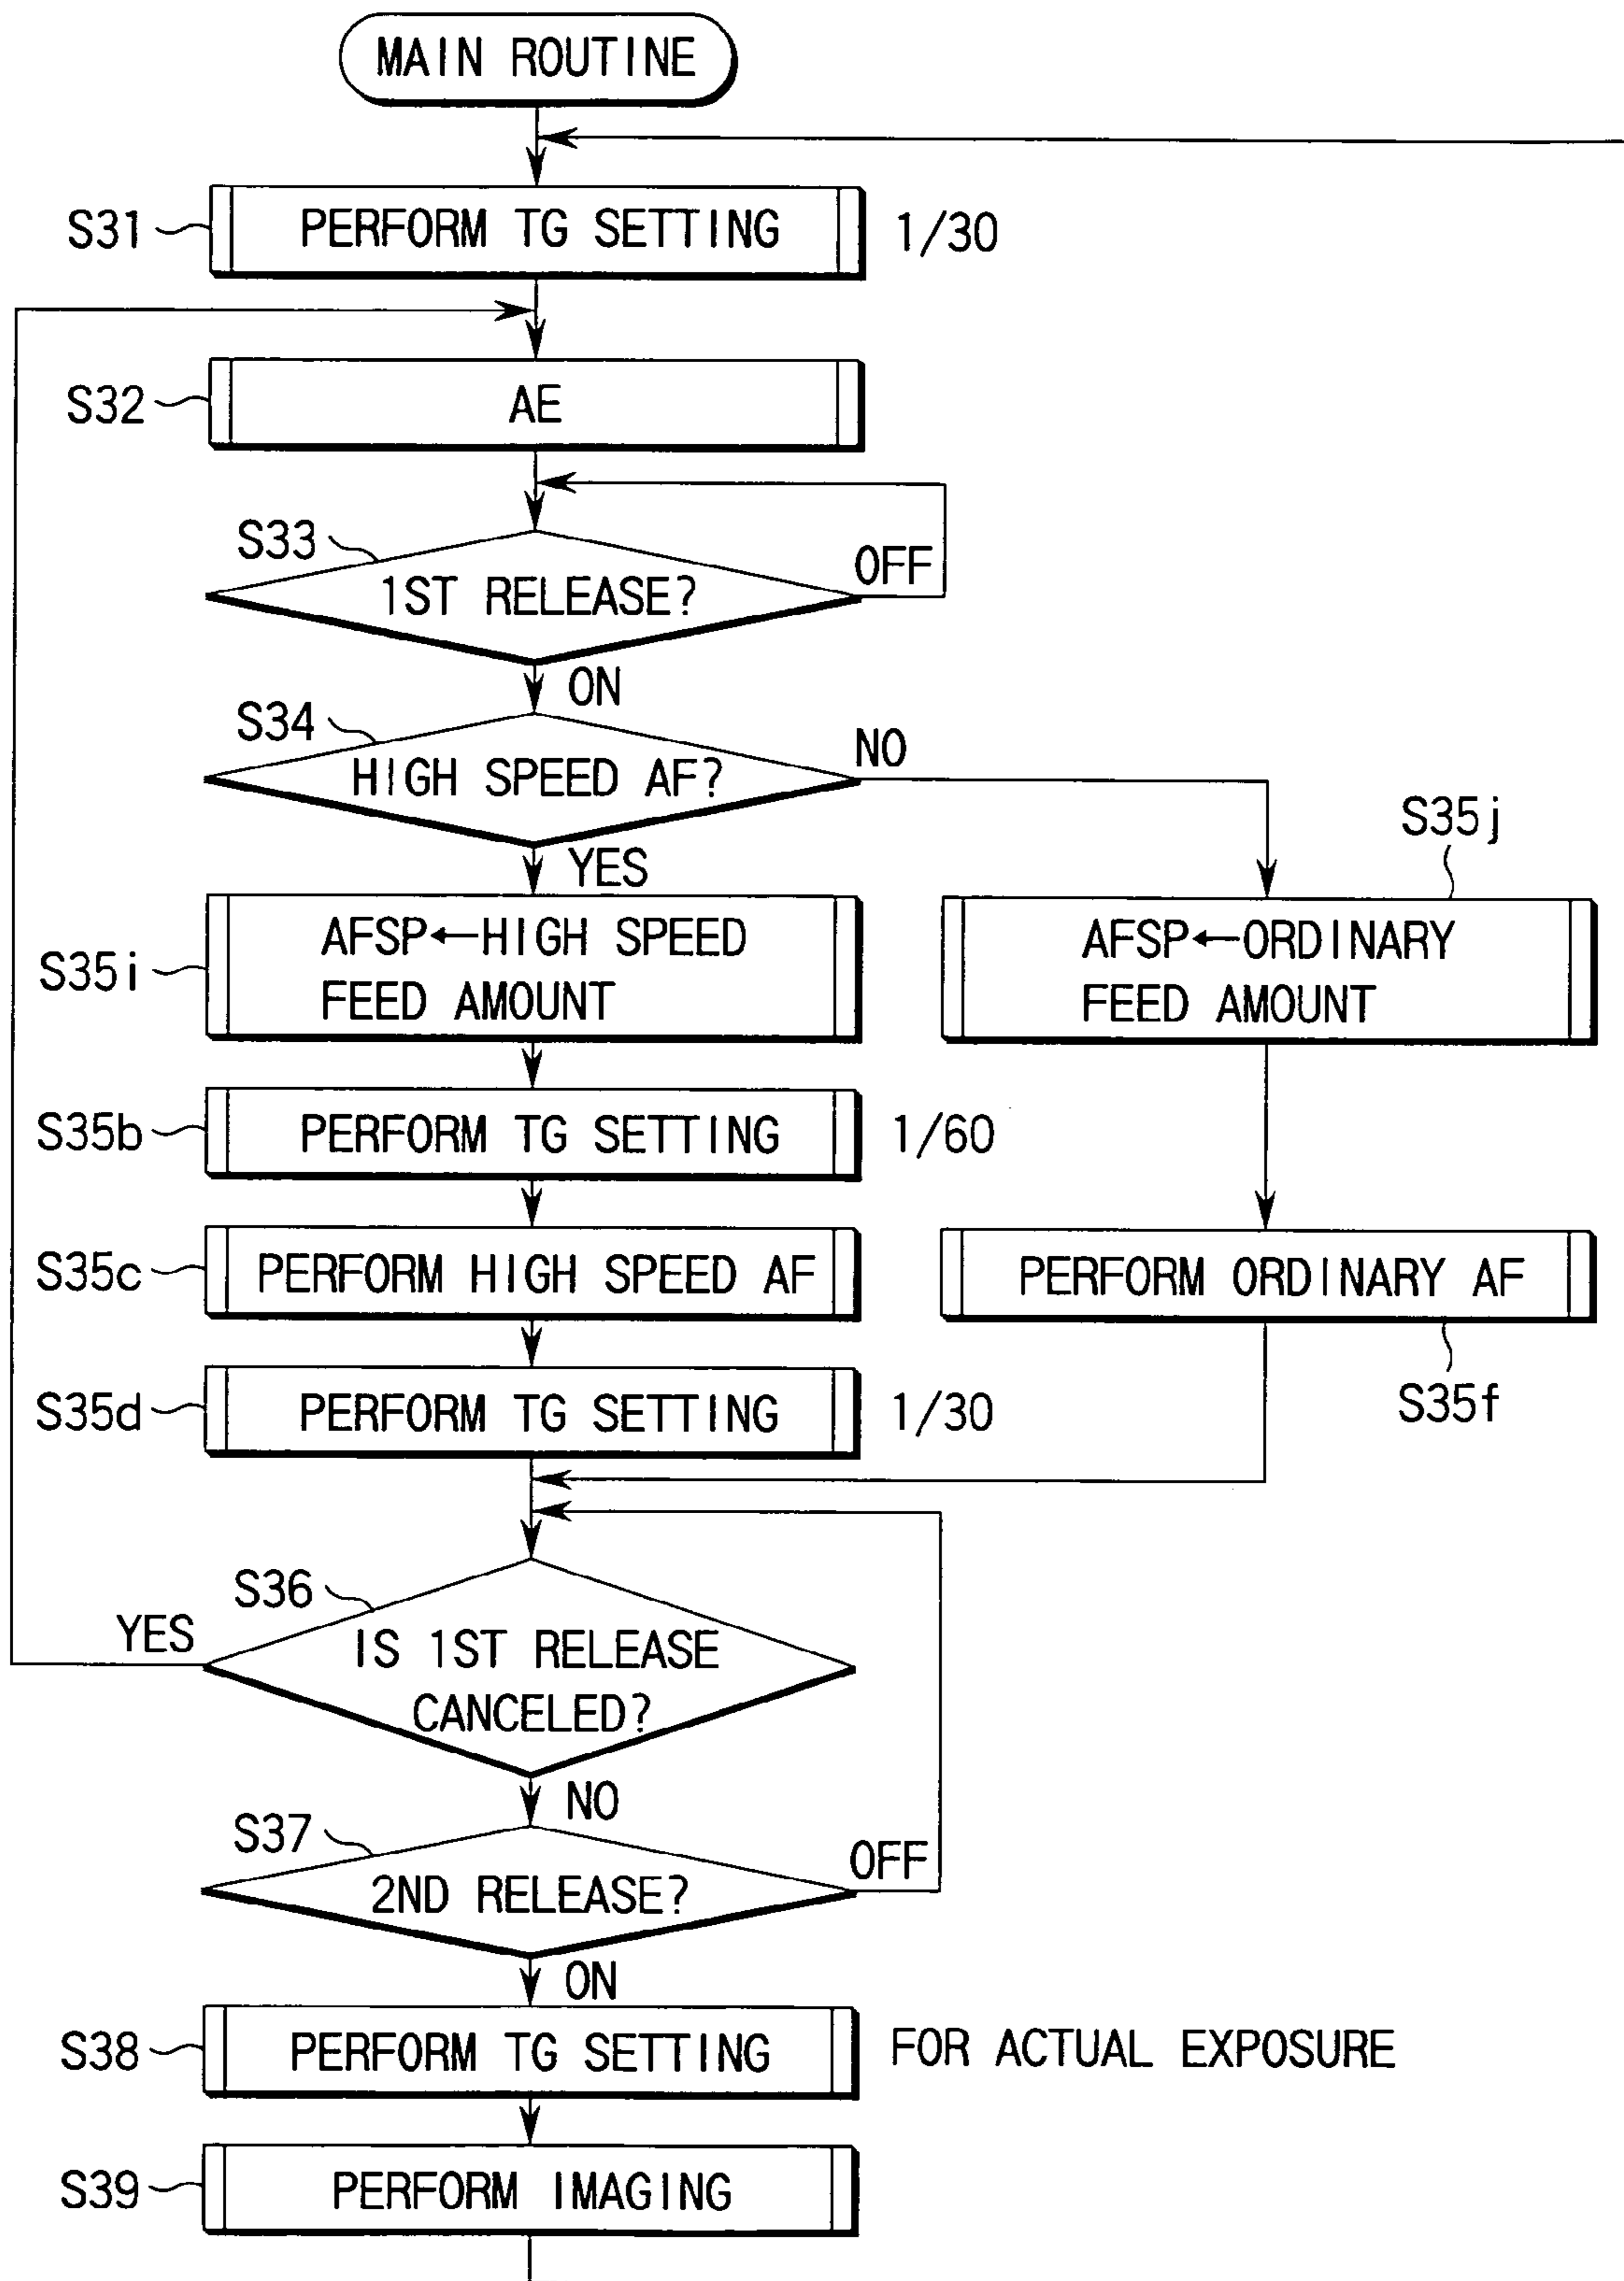 MAIN ROUTINE
S31
PERFORM TG SETTING
1/30
S32
AE
S33
1ST RELEASE?
OFF
ON
S34
HIGH SPEED AF?
NO
YES
S35i
AFSP←HIGH SPEED
FEED AMOUNT
S35j
AFSP←ORDINARY
FEED AMOUNT
S35b
PERFORM TG SETTING
1/60
S35c
PERFORM HIGH SPEED AF
PERFORM ORDINARY AF
S35f
S35d
PERFORM TG SETTING
1/30
S36
IS 1ST RELEASE
CANCELED?
YES
NO
S37
2ND RELEASE?
OFF
ON
S38
PERFORM TG SETTING
FOR ACTUAL EXPOSURE
S39
PERFORM IMAGING